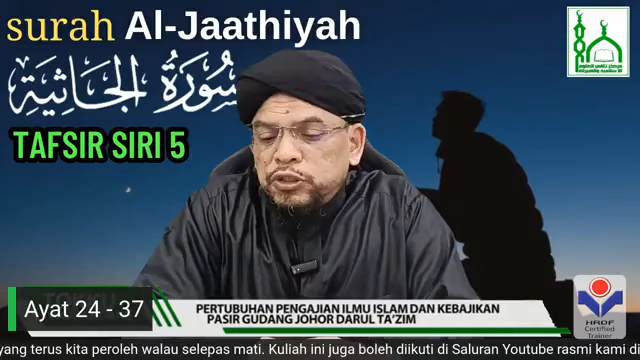 surah Al-Jaathiyah
سُورَةُ الجَاثِيَةِ
TAFSIR SIRI 5
Ayat 24 - 37
PERTUBUHAN PENGAJIAN ILMU ISLAM DAN KEBAJIKAN
PASIR GUDANG JOHOR DARUL TA'ZIM
HRDF
Certified
Trainer
yang terus kita peroleh walau selepas mati. Kuliah ini juga boleh diikuti di Saluran Youtube rasmi kami di